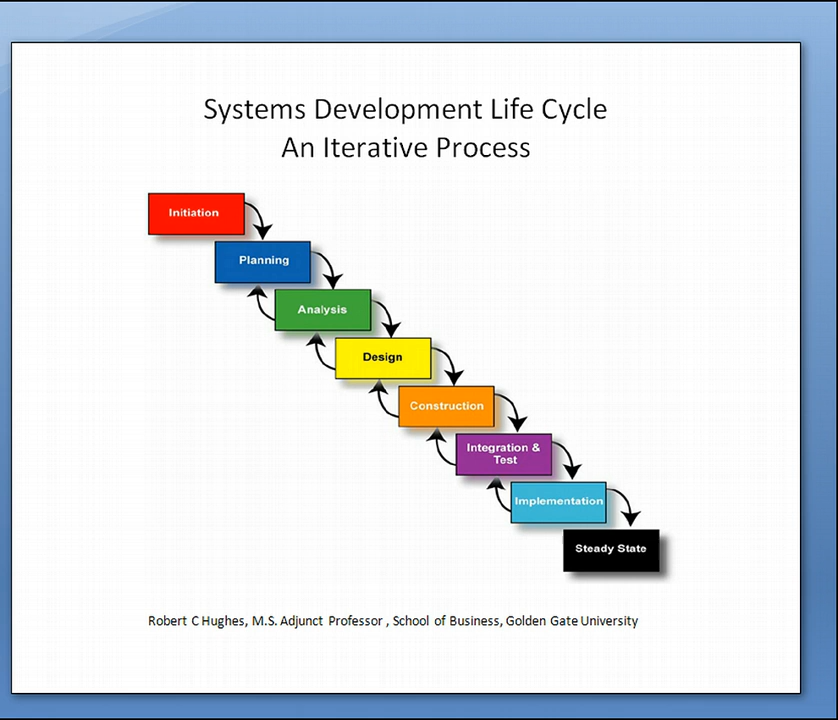 Systems Development Life Cycle
An Iterative Process
Initiation
Planning
Analysis
Design
Construction
Integration &
Test
Implementation
Steady State
Robert C Hughes, M.S. Adjunct Professor , School of Business, Golden Gate University